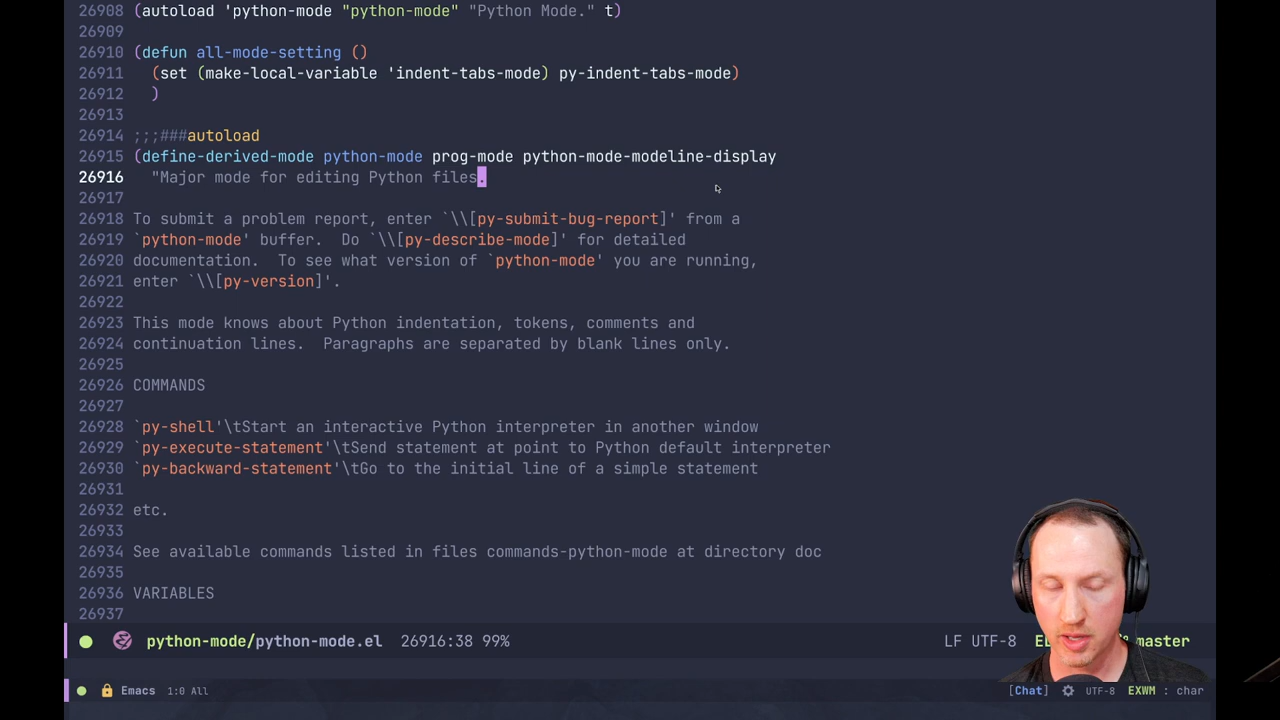 26908 (autoload 'python-mode "python-mode" "Python Mode." t)
26909
26910 (defun all-mode-setting ()
26911   (set (make-local-variable 'indent-tabs-mode) py-indent-tabs-mode)
26912   )
26913
26914 ;;;###autoload
26915 (define-derived-mode python-mode prog-mode python-mode-modeline-display
26916   "Major mode for editing Python files.
26917
26918 To submit a problem report, enter `\\[py-submit-bug-report]' from a
26919 `python-mode' buffer.  Do `\\[py-describe-mode]' for detailed
26920 documentation.  To see what version of `python-mode' you are running,
26921 enter `\\[py-version]'.
26922
26923 This mode knows about Python indentation, tokens, comments and
26924 continuation lines.  Paragraphs are separated by blank lines only.
26925
26926 COMMANDS
26927
26928 `py-shell'\tStart an interactive Python interpreter in another window
26929 `py-execute-statement'\tSend statement at point to Python default interpreter
26930 `py-backward-statement'\tGo to the initial line of a simple statement
26931
26932 etc.
26933
26934 See available commands listed in files commands-python-mode at directory doc
26935
26936 VARIABLES
26937
python-mode/python-mode.el 26916:38 99% LF UTF-8 master
Emacs 1:0 All [Chat] UTF-8 EXWM : char